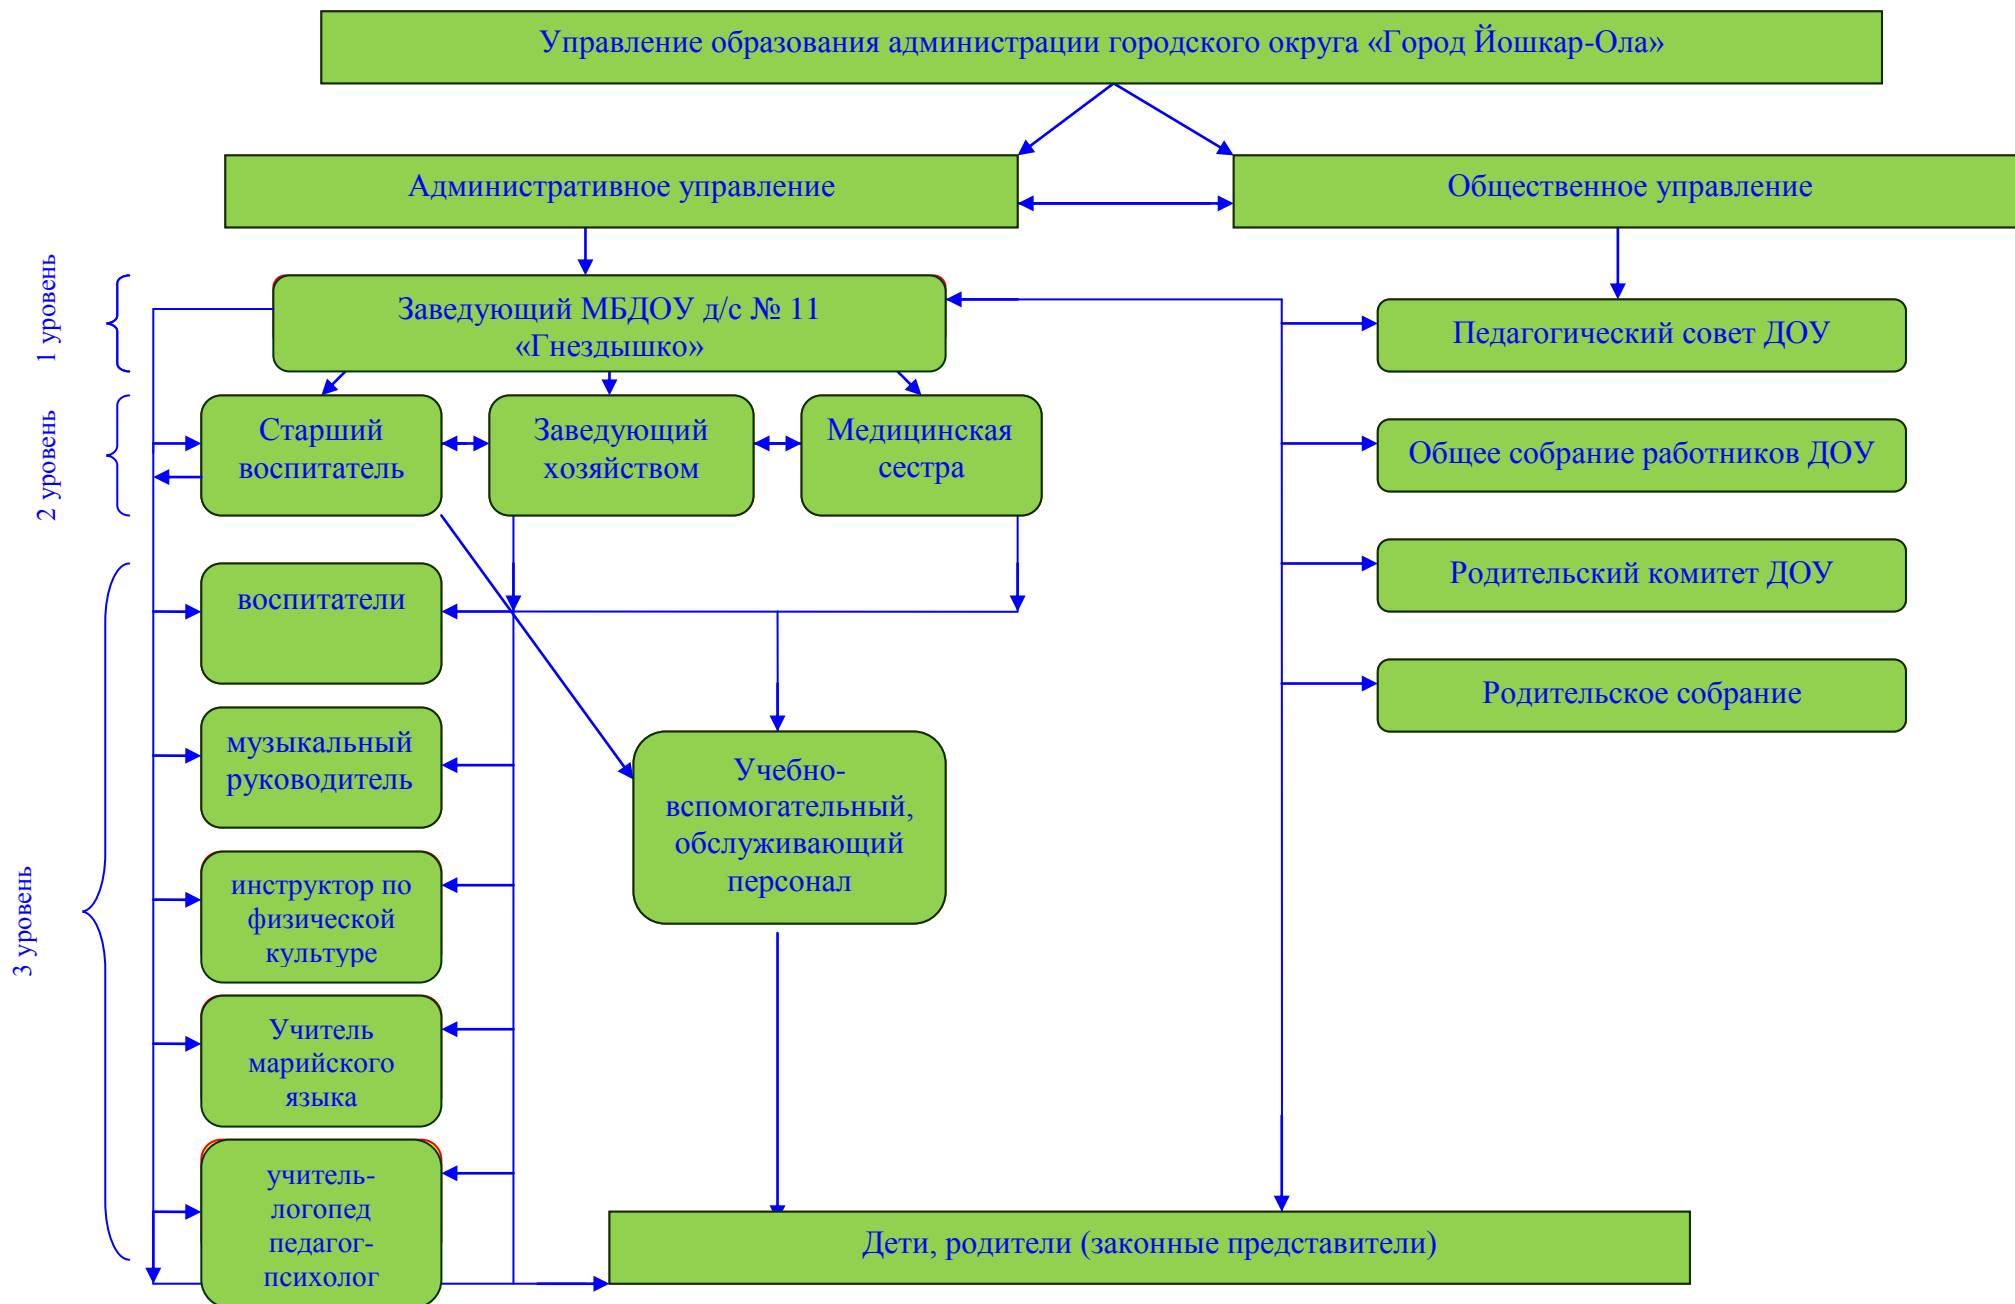 Управление образования администрации городского округа «Город Йошкар-Ола»
Административное управление
Общественное управление
1 уровень
Заведующий МБДОУ д/с № 11
«Гнездышко»
Педагогический совет ДОУ
2 уровень
Старший
воспитатель
Заведующий
хозяйством
Медицинская
сестра
Общее собрание работников ДОУ
Родительский комитет ДОУ
Родительское собрание
3 уровень
воспитатели
музыкальный
руководитель
инструктор по
физической
культуре
Учитель
марийского
языка
учитель-
логопед
педагог-
психолог
Учебно-
вспомогательный,
обслуживающий
персонал
Дети, родители (законные представители)